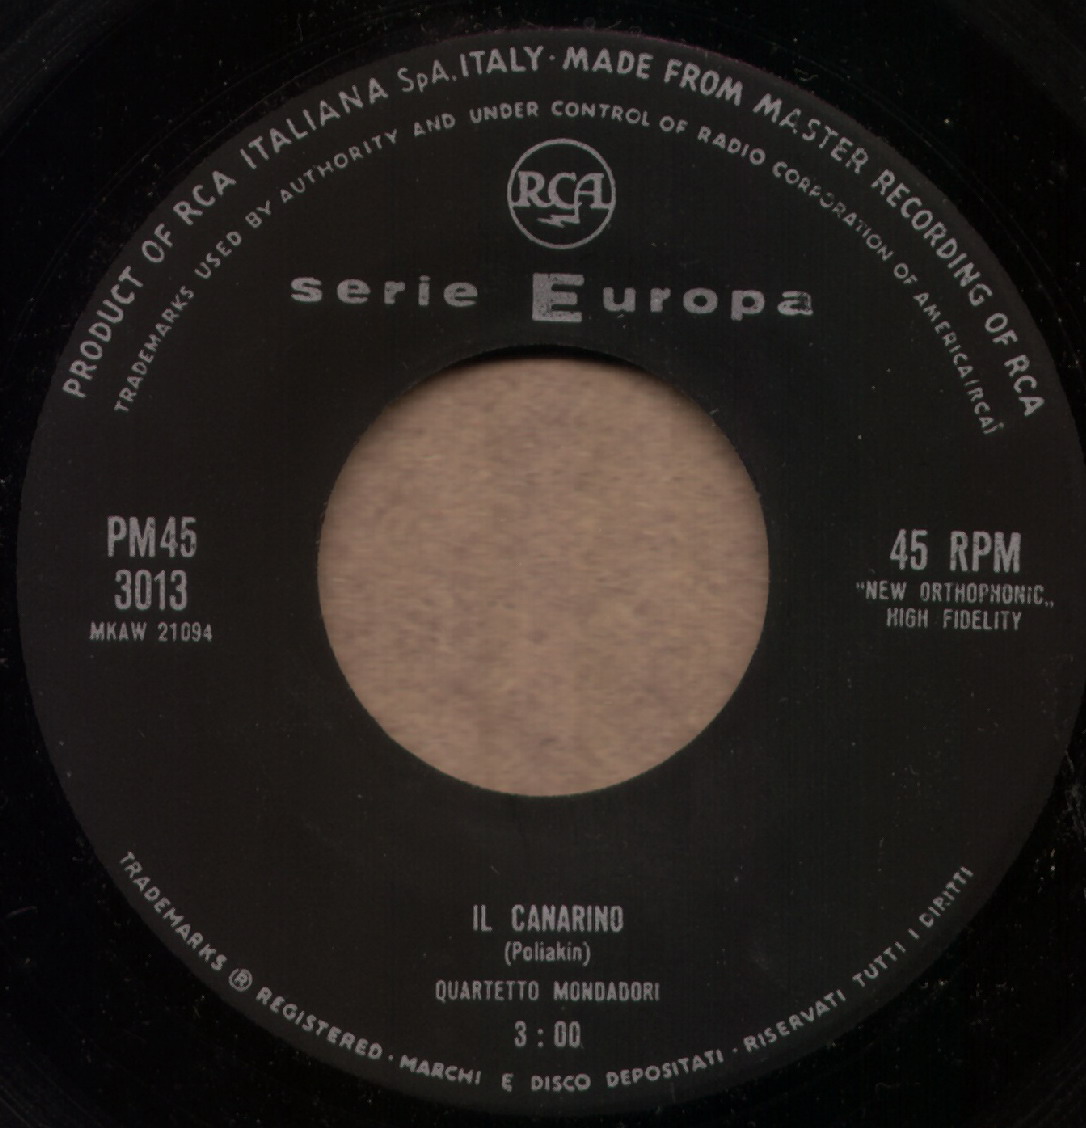 PRODUCT OF RCA ITALIANA SpA. ITALY · MADE FROM MASTER RECORDING OF RCA
TRADEMARKS USED BY AUTHORITY AND UNDER CONTROL OF RADIO CORPORATION OF AMERICA (RCA)
RCA
serie Europa
PM45
3013
MKAW 21094
45 RPM
"NEW ORTHOPHONIC„
HIGH FIDELITY
IL CANARINO
(Poliakin)
QUARTETTO MONDADORI
3 : 00
TRADEMARKS ® REGISTERED · MARCHI E DISCO DEPOSITATI · RISERVATI TUTTI I DIRITTI